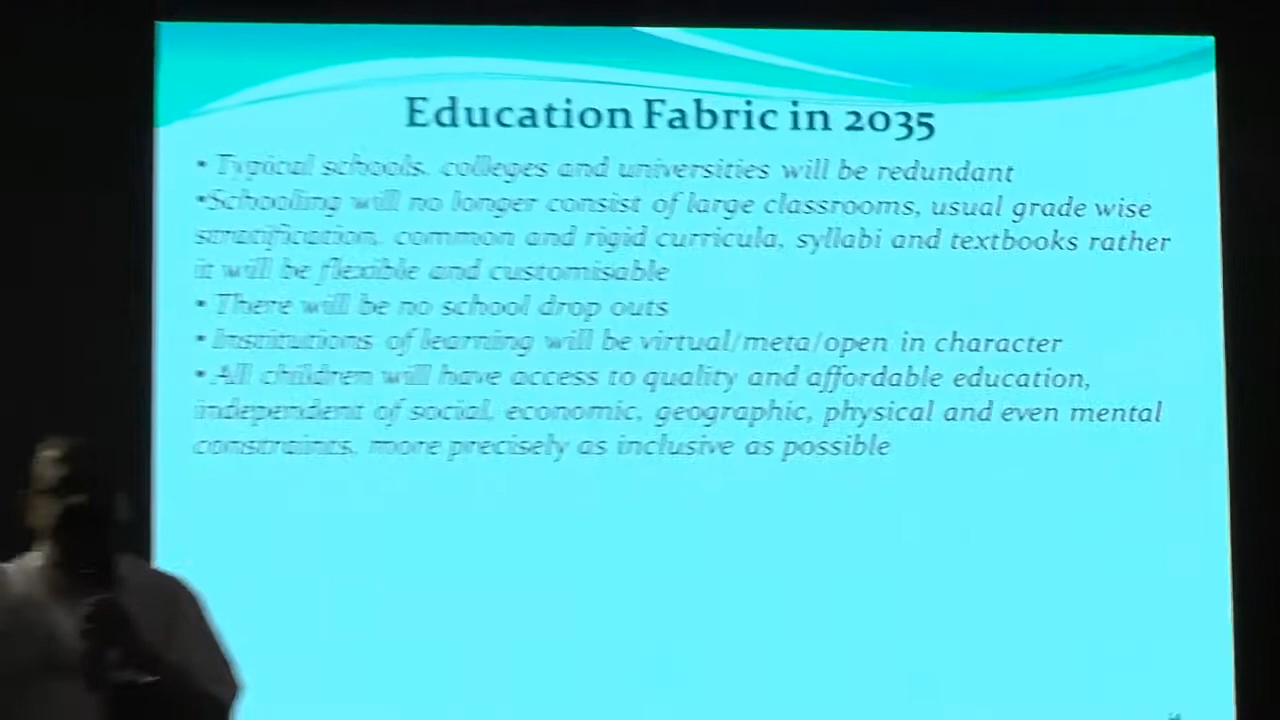 Education Fabric in 2035
• Typical schools, colleges and universities will be redundant
•Schooling will no longer consist of large classrooms, usual grade wise
stratification, common and rigid curricula, syllabi and textbooks rather
it will be flexible and customisable
• There will be no school drop outs
• Institutions of learning will be virtual/meta/open in character
• All children will have access to quality and affordable education,
independent of social, economic, geographic, physical and even mental
constraints, more precisely as inclusive as possible